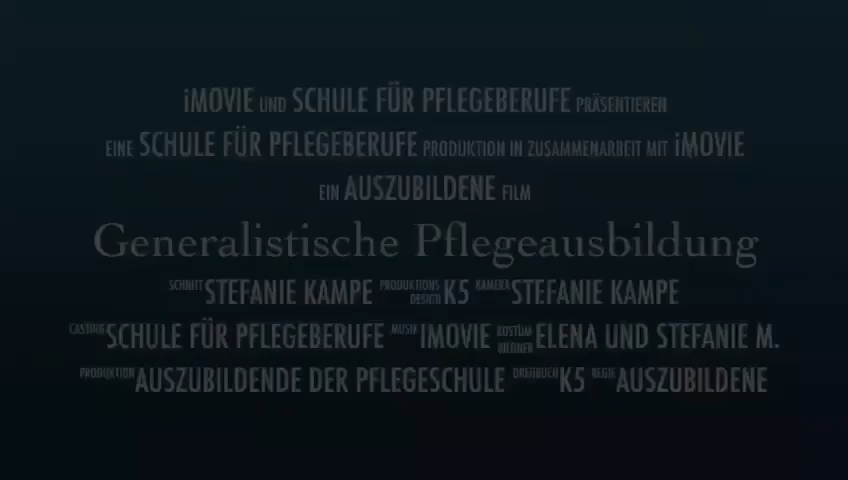 iMOVIE UND SCHULE FÜR PFLEGEBERUFE PRÄSENTIEREN
EINE SCHULE FÜR PFLEGEBERUFE PRODUKTION IN ZUSAMMENARBEIT MIT iMOVIE
EIN AUSZUBILDENE FILM
Generalistische Pflegeausbildung
SCHNITT STEFANIE KAMPE PRODUKTIONS DESIGN K5 KAMERA STEFANIE KAMPE
CASTING SCHULE FÜR PFLEGEBERUFE MUSIK IMOVIE KOSTÜM BILDNER ELENA UND STEFANIE M.
PRODUKTION AUSZUBILDENDE DER PFLEGESCHULE DREHBUCH K5 REGIE AUSZUBILDENE